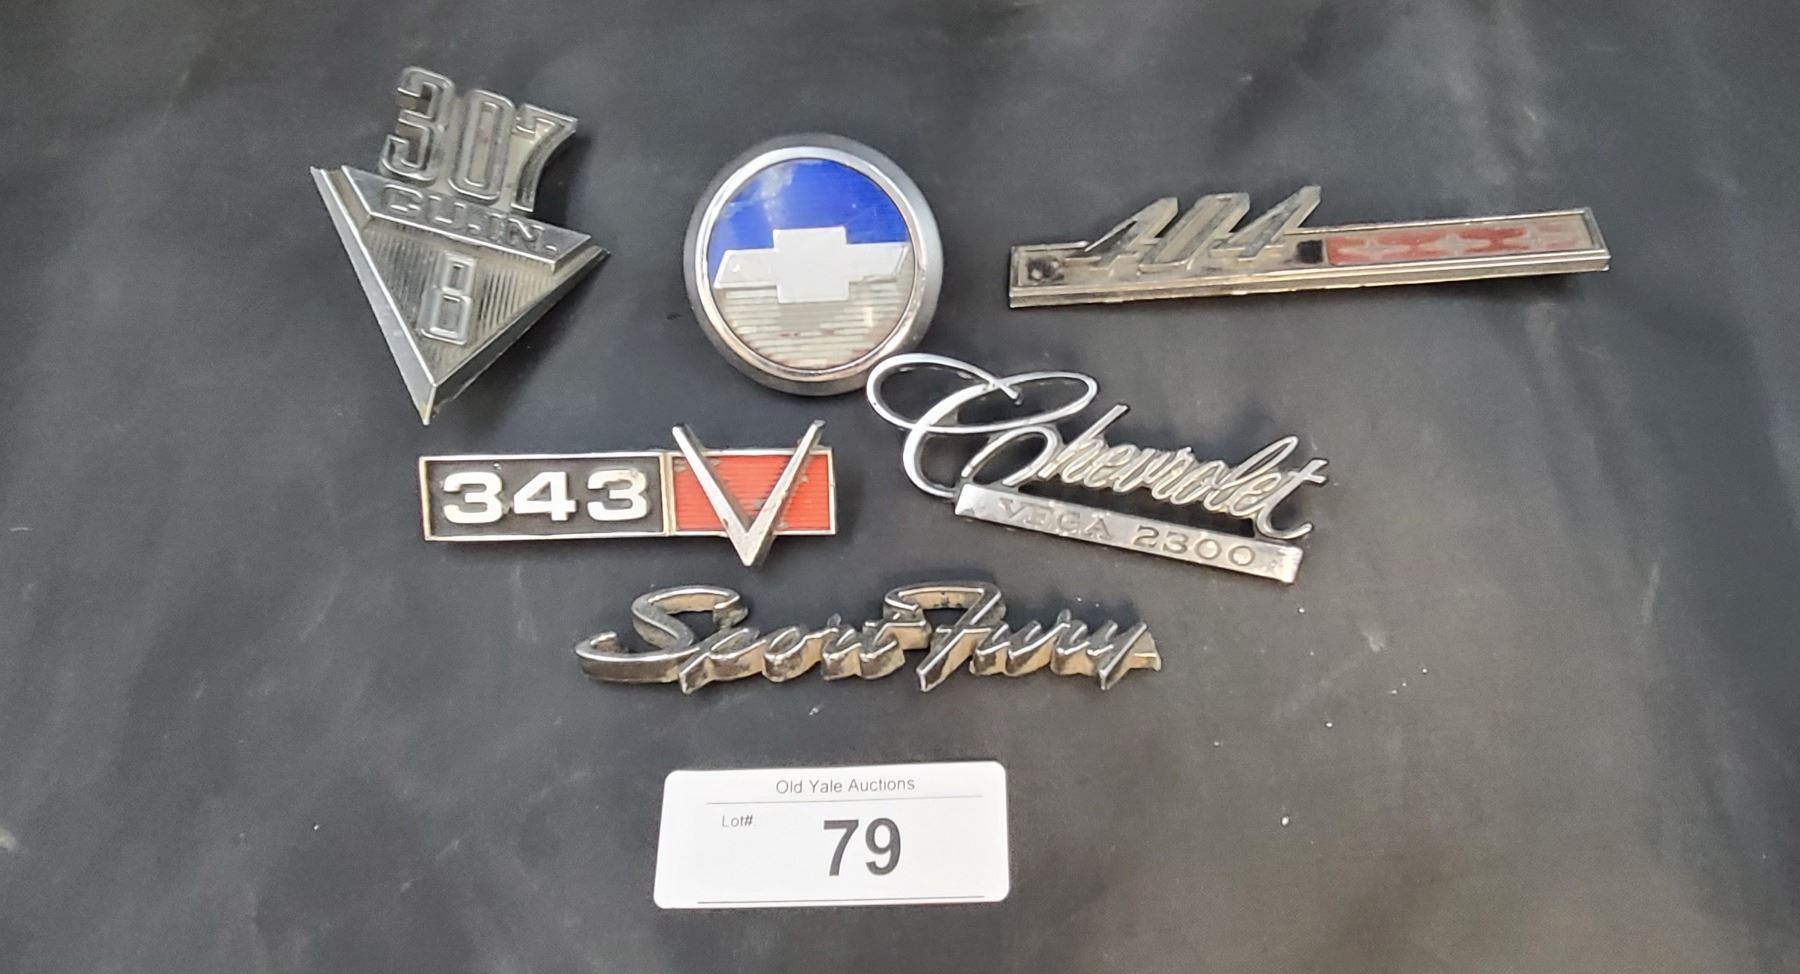 307
CU.IN.
8
404
343 V
Chevrolet
VEGA 2300
Sport Fury
Old Yale Auctions
Lot#
79